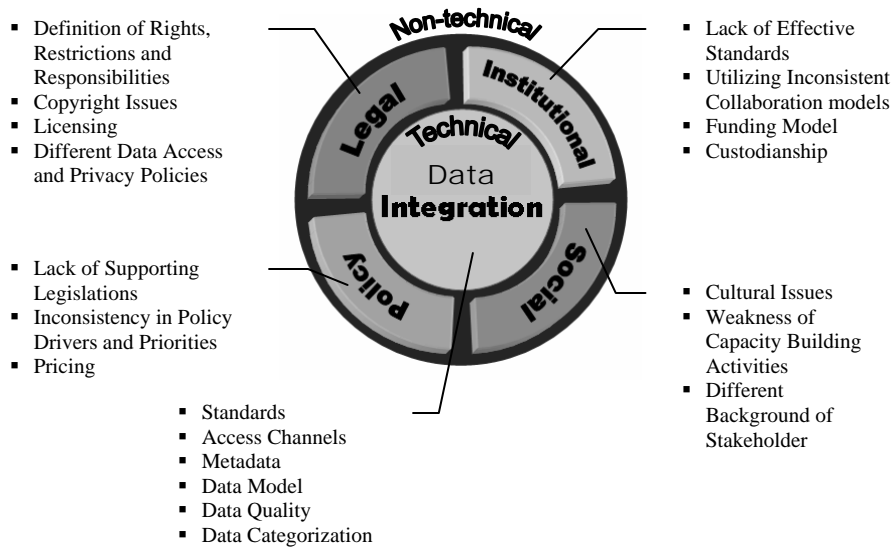 ▪ Definition of Rights,
Restrictions and
Responsibilities
▪ Copyright Issues
▪ Licensing
▪ Different Data Access
and Privacy Policies
Non-technical
Legal
Institutional
Technical
Data
Integration
Policy
Social
▪ Lack of Effective
Standards
▪ Utilizing Inconsistent
Collaboration models
▪ Funding Model
▪ Custodianship
▪ Lack of Supporting
Legislations
▪ Inconsistency in Policy
Drivers and Priorities
▪ Pricing
▪ Cultural Issues
▪ Weakness of
Capacity Building
Activities
▪ Different
Background of
Stakeholder
▪ Standards
▪ Access Channels
▪ Metadata
▪ Data Model
▪ Data Quality
▪ Data Categorization